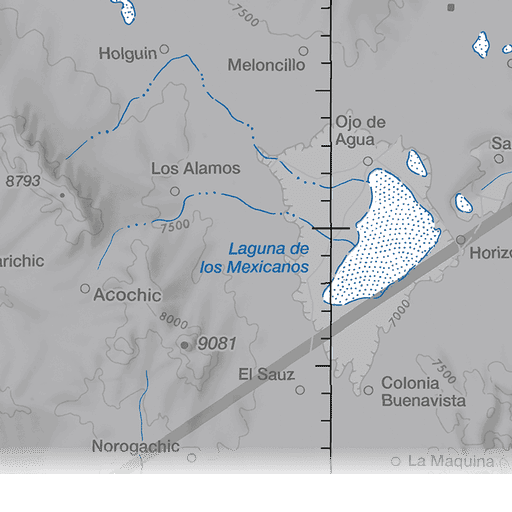 7500
Holguin
Meloncillo
Ojo de
Agua
Sa
8793
Los Alamos
7500
Laguna de
los Mexicanos
Horizo
arichic
Acochic
8000
7000
9081
El Sauz
7500
Colonia
Buenavista
Norogachic
La Maquina